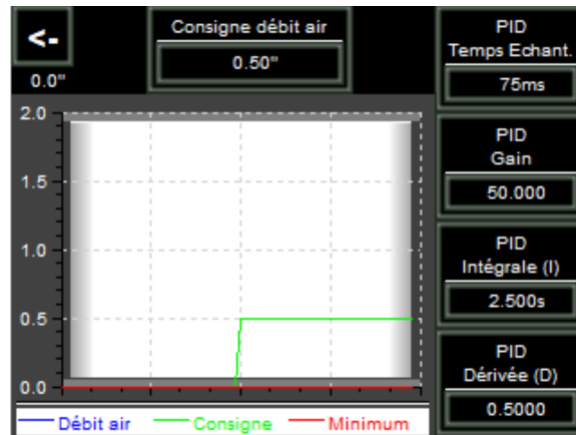 <-
0.0"
Consigne débit air
0.50"
PID
Temps Echant.
75ms
PID
Gain
50.000
PID
Intégrale (I)
2.500s
PID
Dérivée (D)
0.5000
2.0
1.5
1.0
0.5
0.0
Débit air Consigne Minimum